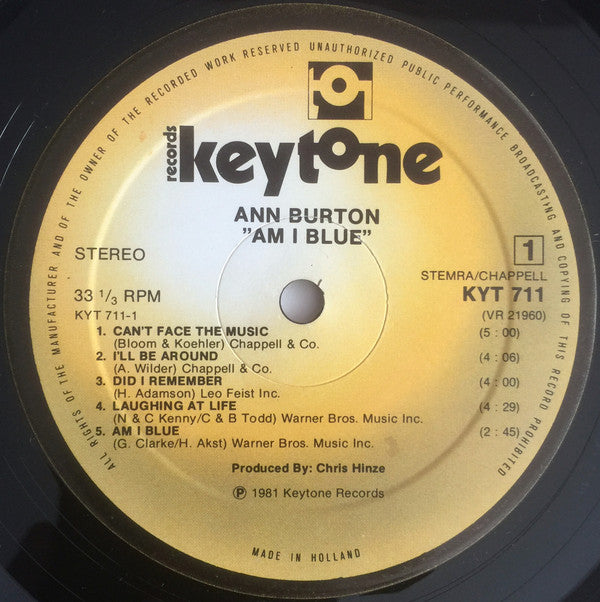 ALL RIGHTS OF THE MANUFACTURER AND OF THE OWNER OF THE RECORDED WORK RESERVED UNAUTHORIZED PUBLIC PERFORMANCE BROADCASTING AND COPYING OF THIS RECORD PROHIBITED
records
keytone
ANN BURTON
"AM I BLUE"
STEREO
1
STEMRA/CHAPPELL
33 1/3 RPM
KYT 711
KYT 711-1
(VR 21960)
1. CAN'T FACE THE MUSIC (5 : 00)
(Bloom & Koehler) Chappell & Co.
2. I'LL BE AROUND (4 : 06)
(A. Wilder) Chappell & Co.
3. DID I REMEMBER (4 : 00)
(H. Adamson) Leo Feist Inc.
4. LAUGHING AT LIFE (4 : 29)
(N & C Kenny/C & B Todd) Warner Bros. Music Inc.
5. AM I BLUE (2 : 45)
(G. Clarke/H. Akst) Warner Bros. Music Inc.
Produced By: Chris Hinze
℗ 1981 Keytone Records
MADE IN HOLLAND